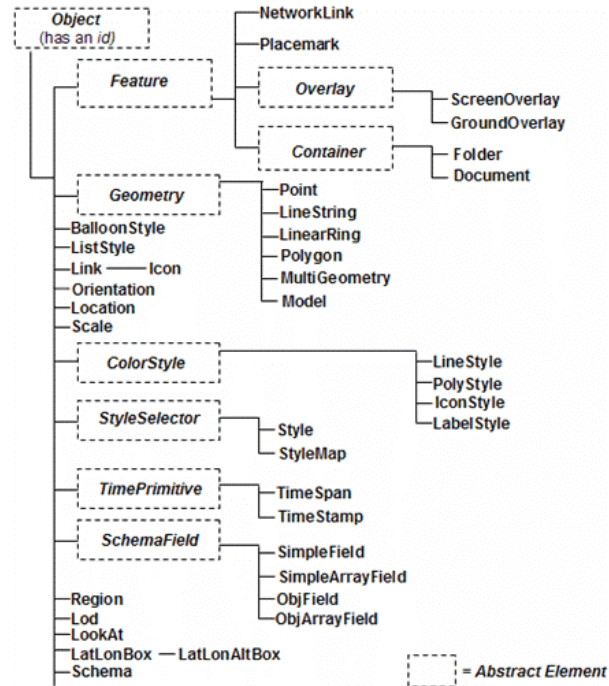 Object
(has an id)
NetworkLink
Placemark
Feature
Overlay
ScreenOverlay
GroundOverlay
Container
Folder
Document
Geometry
Point
LineString
LinearRing
Polygon
MultiGeometry
Model
BalloonStyle
ListStyle
Link Icon
Orientation
Location
Scale
ColorStyle
LineStyle
PolyStyle
IconStyle
LabelStyle
StyleSelector
Style
StyleMap
TimePrimitive
TimeSpan
TimeStamp
SchemaField
SimpleField
SimpleArrayField
ObjField
ObjArrayField
Region
Lod
LookAt
LatLonBox LatLonAltBox
Schema
= Abstract Element